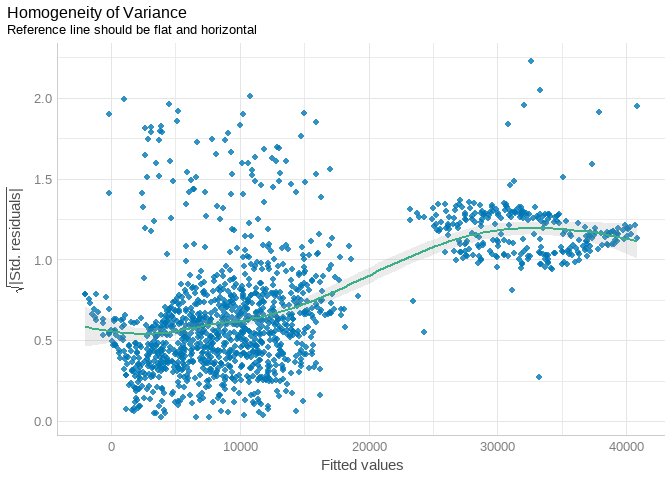 Homogeneity of Variance
Reference line should be flat and horizontal
√|Std. residuals|
2.0
1.5
1.0
0.5
0.0
0 10000 20000 30000 40000
Fitted values